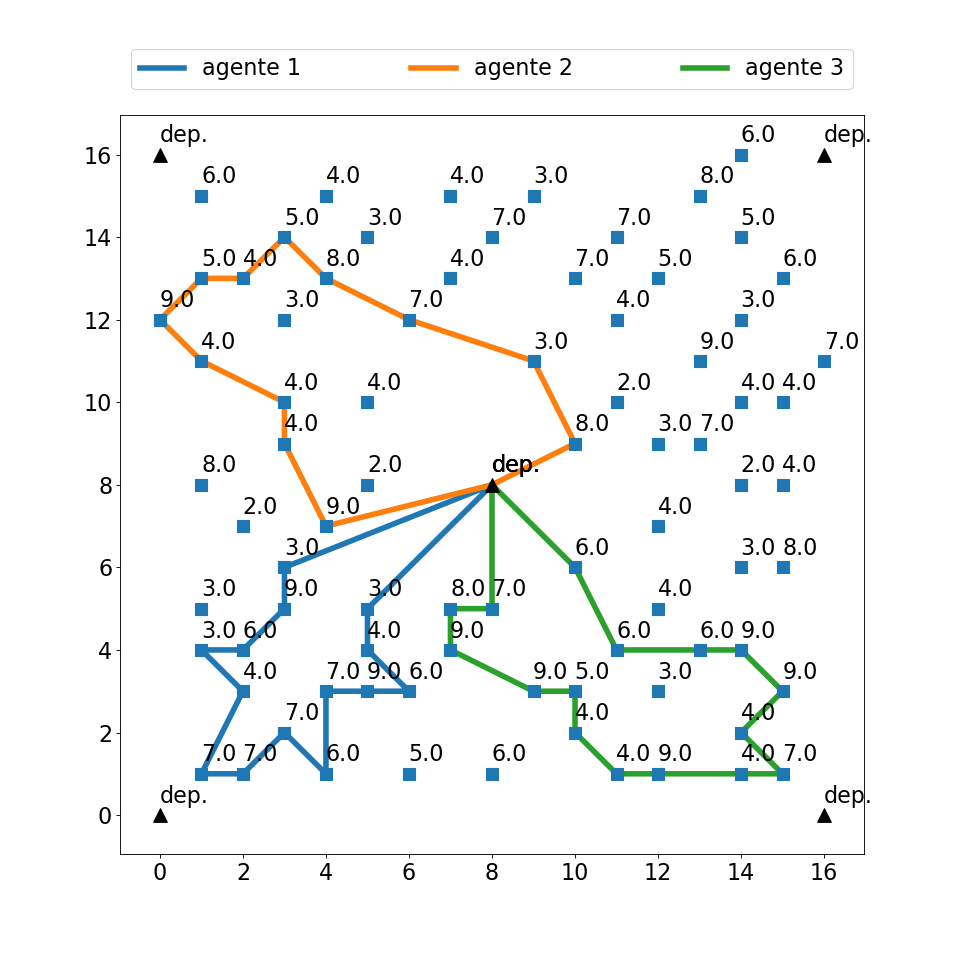 agente 1 agente 2 agente 3
dep. 6.0 dep.
16
6.0 4.0 4.0 3.0 8.0
5.0 3.0 7.0 7.0 5.0
14
5.0 4.0 8.0 4.0 7.0 5.0 6.0
9.0 3.0 7.0 4.0 3.0
12
4.0 3.0 9.0 7.0
4.0 4.0 2.0 4.0 4.0
10
4.0 8.0 3.0 7.0
8.0 2.0 dep. 2.0 4.0
8
2.0 9.0 4.0
3.0 3.0 8.0
6
3.0 9.0 3.0 8.0 7.0 6.0 4.0
3.0 6.0 4.0 9.0 6.0 6.0 9.0
4
4.0 7.0 9.0 6.0 9.0 5.0 3.0 9.0
7.0 4.0 4.0
2
7.0 7.0 6.0 5.0 6.0 4.0 9.0 4.0 7.0
dep. dep.
0
0 2 4 6 8 10 12 14 16